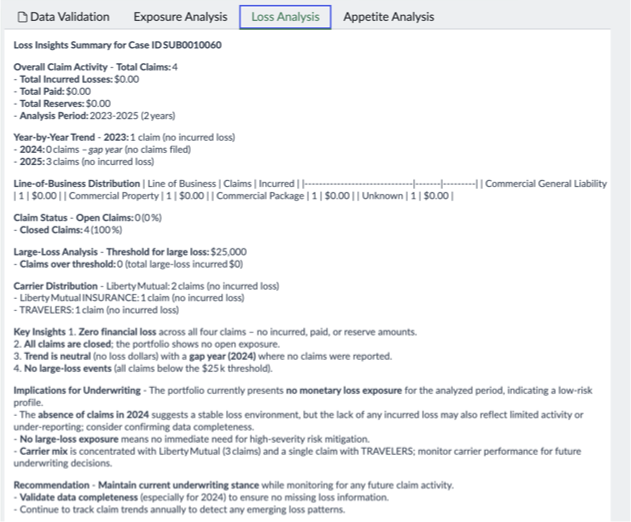 Data Validation Exposure Analysis Loss Analysis Appetite Analysis
Loss Insights Summary for Case ID SUB0010060
Overall Claim Activity - Total Claims: 4
- Total Incurred Losses: $0.00
- Total Paid: $0.00
- Total Reserves: $0.00
- Analysis Period: 2023-2025 (2 years)
Year-by-Year Trend - 2023: 1 claim (no incurred loss)
- 2024: 0 claims – gap year (no claims filed)
- 2025: 3 claims (no incurred loss)
Line-of-Business Distribution | Line of Business | Claims | Incurred | |-----------------------------|-------|---------| | Commercial General Liability
| 1 | $0.00 | | Commercial Property | 1 | $0.00 | | Commercial Package | 1 | $0.00 | | Unknown | 1 | $0.00 |
Claim Status - Open Claims: 0 (0%)
- Closed Claims: 4 (100%)
Large-Loss Analysis - Threshold for large loss: $25,000
- Claims over threshold: 0 (total large-loss incurred $0)
Carrier Distribution - Liberty Mutual: 2 claims (no incurred loss)
- Liberty Mutual INSURANCE: 1 claim (no incurred loss)
- TRAVELERS: 1 claim (no incurred loss)
Key Insights 1. Zero financial loss across all four claims – no incurred, paid, or reserve amounts.
2. All claims are closed; the portfolio shows no open exposure.
3. Trend is neutral (no loss dollars) with a gap year (2024) where no claims were reported.
4. No large-loss events (all claims below the $25k threshold).
Implications for Underwriting - The portfolio currently presents no monetary loss exposure for the analyzed period, indicating a low-risk
profile.
- The absence of claims in 2024 suggests a stable loss environment, but the lack of any incurred loss may also reflect limited activity or
under-reporting; consider confirming data completeness.
- No large-loss exposure means no immediate need for high-severity risk mitigation.
- Carrier mix is concentrated with Liberty Mutual (3 claims) and a single claim with TRAVELERS; monitor carrier performance for future
underwriting decisions.
Recommendation - Maintain current underwriting stance while monitoring for any future claim activity.
- Validate data completeness (especially for 2024) to ensure no missing loss information.
- Continue to track claim trends annually to detect any emerging loss patterns.